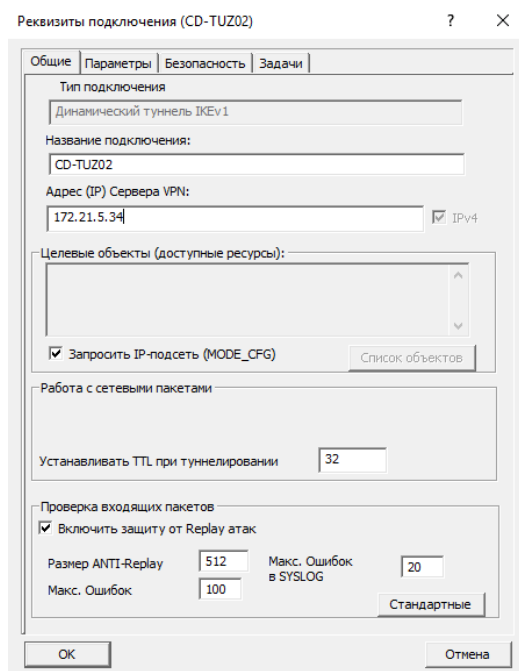 Реквизиты подключения (CD-TUZ02) ? ×
Общие Параметры Безопасность Задачи
Тип подключения
Динамический туннель IKEv1
Название подключения:
CD-TUZ02
Адрес (IP) Сервера VPN:
172.21.5.34 IPv4
Целевые объекты (доступные ресурсы):
Запросить IP-подсеть (MODE_CFG) Список объектов
Работа с сетевыми пакетами
Устанавливать TTL при туннелировании 32
Проверка входящих пакетов
Включить защиту от Replay атак
Размер ANTI-Replay 512 Макс. Ошибок в SYSLOG 20
Макс. Ошибок 100
Стандартные
OK Отмена